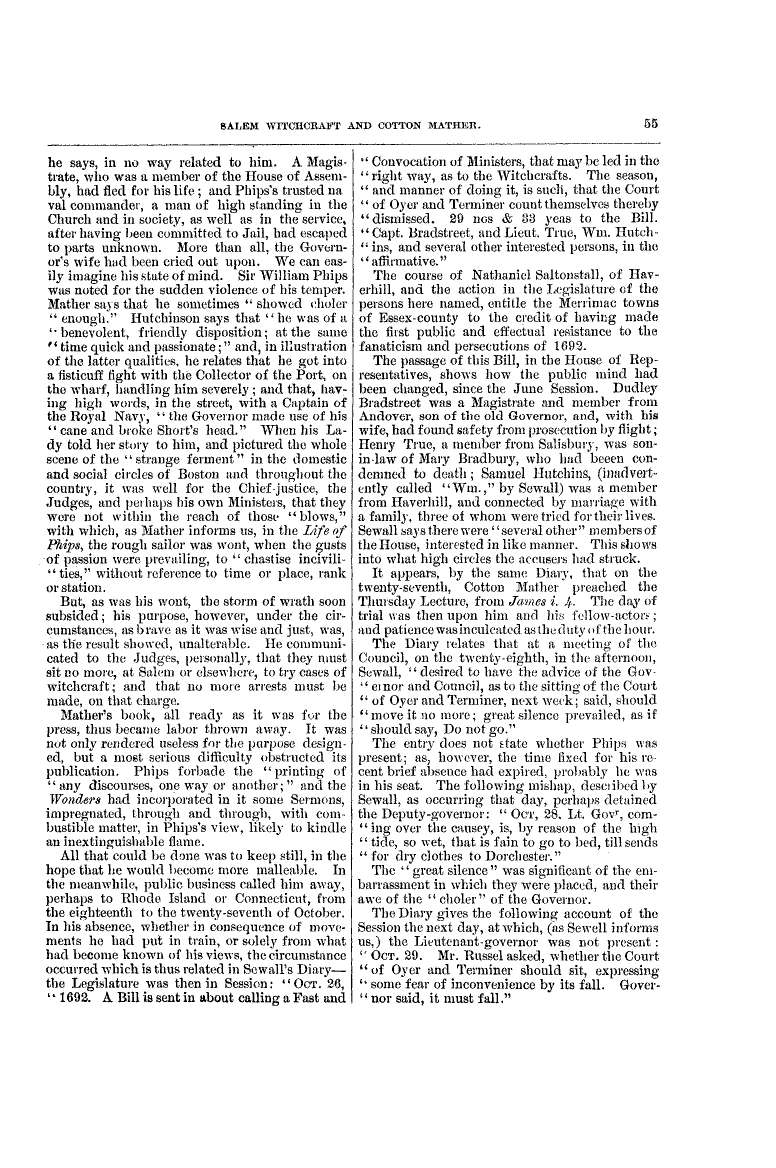 SALEM WITCHCRAFT AND COTTON MATHER. 55
he says, in no way related to him. A Magis-
trate, who was a member of the House of Assem-
bly, had fled for his life; and Phips's trusted na
val commander, a man of high standing in the
Church and in society, as well as in the service,
after having been committed to Jail, had escaped
to parts unknown. More than all, the Govern-
or's wife had been cried out upon. We can eas-
ily imagine his state of mind. Sir William Phips
was noted for the sudden violence of his temper.
Mather says that he sometimes "showed choler
"enough." Hutchinson says that "he was of a
"benevolent, friendly disposition; at the same
"time quick and passionate;" and, in illustration
of the latter qualities, he relates that he got into
a fisticuff fight with the Collector of the Port, on
the wharf, handling him severely; and that, hav-
ing high words, in the street, with a Captain of
the Royal Navy, "the Governor made use of his
"cane and broke Short's head." When his La-
dy told her story to him, and pictured the whole
scene of the "strange ferment" in the domestic
and social circles of Boston and throughout the
country, it was well for the Chief-justice, the
Judges, and perhaps his own Ministers, that they
were not within the reach of those "blows,"
with which, as Mather informs us, in the Life of
Phips, the rough sailor was wont, when the gusts
of passion were prevailing, to "chastise incivili-
"ties," without reference to time or place, rank
or station.
But, as was his wont, the storm of wrath soon
subsided; his purpose, however, under the cir-
cumstances, as brave as it was wise and just, was,
as the result showed, unalterable. He communi-
cated to the Judges, personally, that they must
sit no more, at Salem or elsewhere, to try cases of
witchcraft; and that no more arrests must be
made, on that charge.
Mather's book, all ready as it was for the
press, thus became labor thrown away. It was
not only rendered useless for the purpose design-
ed, but a most serious difficulty obstructed its
publication. Phips forbade the "printing of
"any discourses, one way or another;" and the
Wonders had incorporated in it some Sermons,
impregnated, through and through, with com-
bustible matter, in Phips's view, likely to kindle
an inextinguishable flame.
All that could be done was to keep still, in the
hope that he would become more malleable. In
the meanwhile, public business called him away,
perhaps to Rhode Island or Connecticut, from
the eighteenth to the twenty-seventh of October.
In his absence, whether in consequence of move-
ments he had put in train, or solely from what
had become known of his views, the circumstance
occurred which is thus related in Sewall's Diary—
the Legislature was then in Session: "OCT. 26,
"1692. A Bill is sent in about calling a Fast and
"Convocation of Ministers, that may be led in the
"right way, as to the Witchcrafts. The season,
"and manner of doing it, is such, that the Court
"of Oyer and Terminer count themselves thereby
"dismissed. 29 nos & 33 yeas to the Bill.
"Capt. Bradstreet, and Lieut. True, Wm. Hutch-
"ins, and several other interested persons, in the
"affirmative."
The course of Nathaniel Saltonstall, of Hav-
erhill, and the action in the Legislature of the
persons here named, entitle the Merrimac towns
of Essex-county to the credit of having made
the first public and effectual resistance to the
fanaticism and persecutions of 1692.
The passage of this Bill, in the House of Rep-
resentatives, shows how the public mind had
been changed, since the June Session. Dudley
Bradstreet was a Magistrate and member from
Andover, son of the old Governor, and, with his
wife, had found safety from prosecution by flight;
Henry True, a member from Salisbury, was son-
in-law of Mary Bradbury, who had beeen con-
demned to death; Samuel Hutchins, (inadvert-
ently called "Wm.," by Sewall) was a member
from Haverhill, and connected by marriage with
a family, three of whom were tried for their lives.
Sewall says there were "several other" members of
the House, interested in like manner. This shows
into what high circles the accusers had struck.
It appears, by the same Diary, that on the
twenty-seventh, Cotton Mather preached the
Thursday Lecture, from James i. 4. The day of
trial was then upon him and his fellow-actors;
and patience was inculcated as the duty of the hour.
The Diary relates that at a meeting of the
Council, on the twenty-eighth, in the afternoon,
Sewall, "desired to have the advice of the Gov-
"ernor and Council, as to the sitting of the Court
"of Oyer and Terminer, next week; said, should
"move it no more; great silence prevailed, as if
"should say, Do not go."
The entry does not state whether Phips was
present; as, however, the time fixed for his re-
cent brief absence had expired, probably he was
in his seat. The following mishap, described by
Sewall, as occurring that day, perhaps detained
the Deputy-governor: "OCT, 28. Lt. Govr, com-
"ing over the causey, is, by reason of the high
"tide, so wet, that is fain to go to bed, till sends
"for dry clothes to Dorchester."
The "great silence" was significant of the em-
barrassment in which they were placed, and their
awe of the "choler" of the Governor.
The Diary gives the following account of the
Session the next day, at which, (as Sewell informs
us,) the Lieutenant-governor was not present:
"OCT. 29. Mr. Russel asked, whether the Court
"of Oyer and Terminer should sit, expressing
"some fear of inconvenience by its fall. Gover-
"nor said, it must fall."